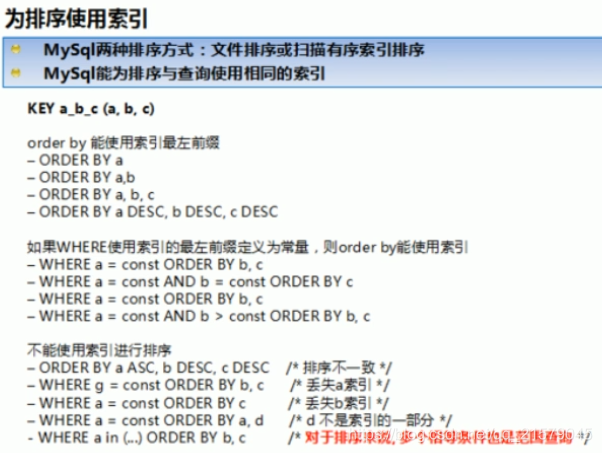 为排序使用索引
MySql两种排序方式：文件排序或扫描有序索引排序
MySql能为排序与查询使用相同的索引
KEY a_b_c (a, b, c)
order by 能使用索引最左前缀
– ORDER BY a
– ORDER BY a,b
– ORDER BY a, b, c
– ORDER BY a DESC, b DESC, c DESC
如果WHERE使用索引的最左前缀定义为常量，则order by能使用索引
– WHERE a = const ORDER BY b, c
– WHERE a = const AND b = const ORDER BY c
– WHERE a = const ORDER BY b, c
– WHERE a = const AND b > const ORDER BY b, c
不能使用索引进行排序
– ORDER BY a ASC, b DESC, c DESC /* 排序不一致 */
– WHERE g = const ORDER BY b, c /* 丢失a索引 */
– WHERE a = const ORDER BY c /* 丢失b索引 */
– WHERE a = const ORDER BY a, d /* d 不是索引的一部分 */
- WHERE a in (...) ORDER BY b, c /* 对于排序来说, 多个相等条件也是范围查询 */